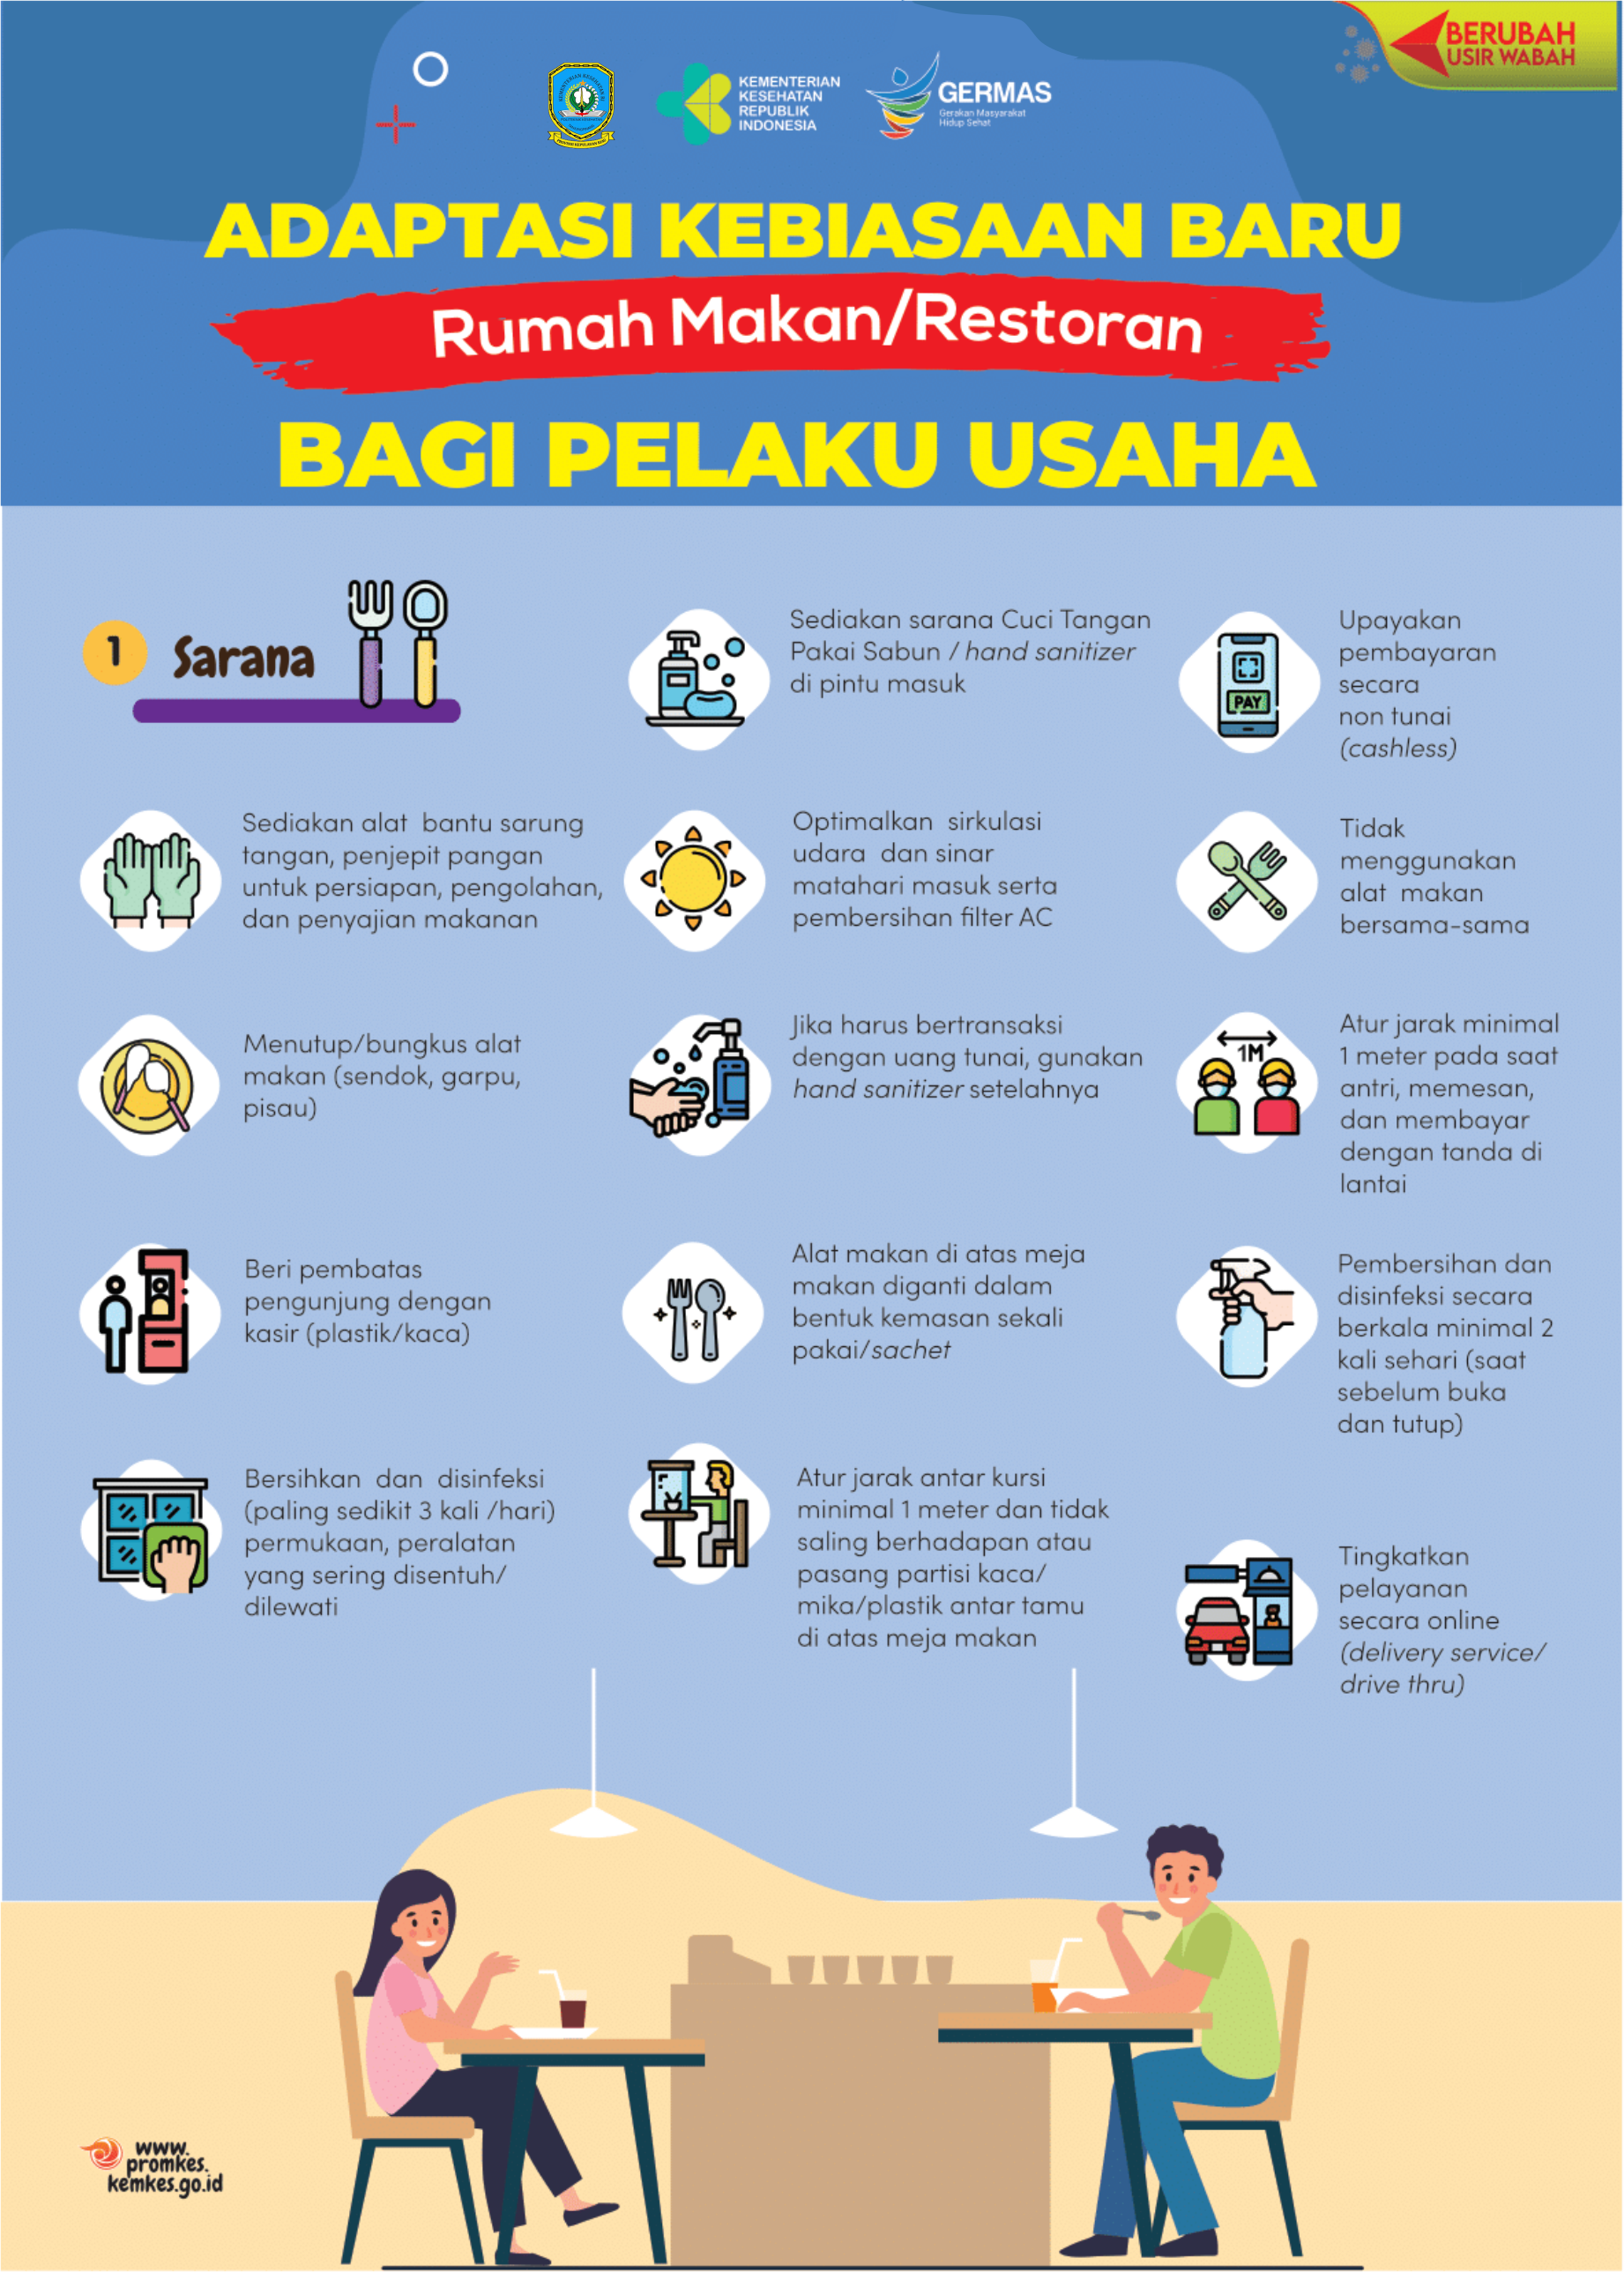 BERUBAH
USIR WABAH
KEMENTERIAN
KESEHATAN
REPUBLIK
INDONESIA
GERMAS
Gerakan Masyarakat
Hidup Sehat
ADAPTASI KEBIASAAN BARU
Rumah Makan/Restoran
BAGI PELAKU USAHA
1 Sarana
Sediakan sarana Cuci Tangan
Pakai Sabun / hand sanitizer
di pintu masuk
PAY
Upayakan
pembayaran
secara
non tunai
(cashless)
Sediakan alat bantu sarung
tangan, penjepit pangan
untuk persiapan, pengolahan,
dan penyajian makanan
Optimalkan sirkulasi
udara dan sinar
matahari masuk serta
pembersihan filter AC
Tidak
menggunakan
alat makan
bersama-sama
Menutup/bungkus alat
makan (sendok, garpu,
pisau)
Jika harus bertransaksi
dengan uang tunai, gunakan
hand sanitizer setelahnya
1M
Atur jarak minimal
1 meter pada saat
antri, memesan,
dan membayar
dengan tanda di
lantai
Beri pembatas
pengunjung dengan
kasir (plastik/kaca)
Alat makan di atas meja
makan diganti dalam
bentuk kemasan sekali
pakai/sachet
Pembersihan dan
disinfeksi secara
berkala minimal 2
kali sehari (saat
sebelum buka
dan tutup)
Bersihkan dan disinfeksi
(paling sedikit 3 kali /hari)
permukaan, peralatan
yang sering disentuh/
dilewati
Atur jarak antar kursi
minimal 1 meter dan tidak
saling berhadapan atau
pasang partisi kaca/
mika/plastik antar tamu
di atas meja makan
Tingkatkan
pelayanan
secara online
(delivery service/
drive thru)
www.
promkes.
kemkes.go.id